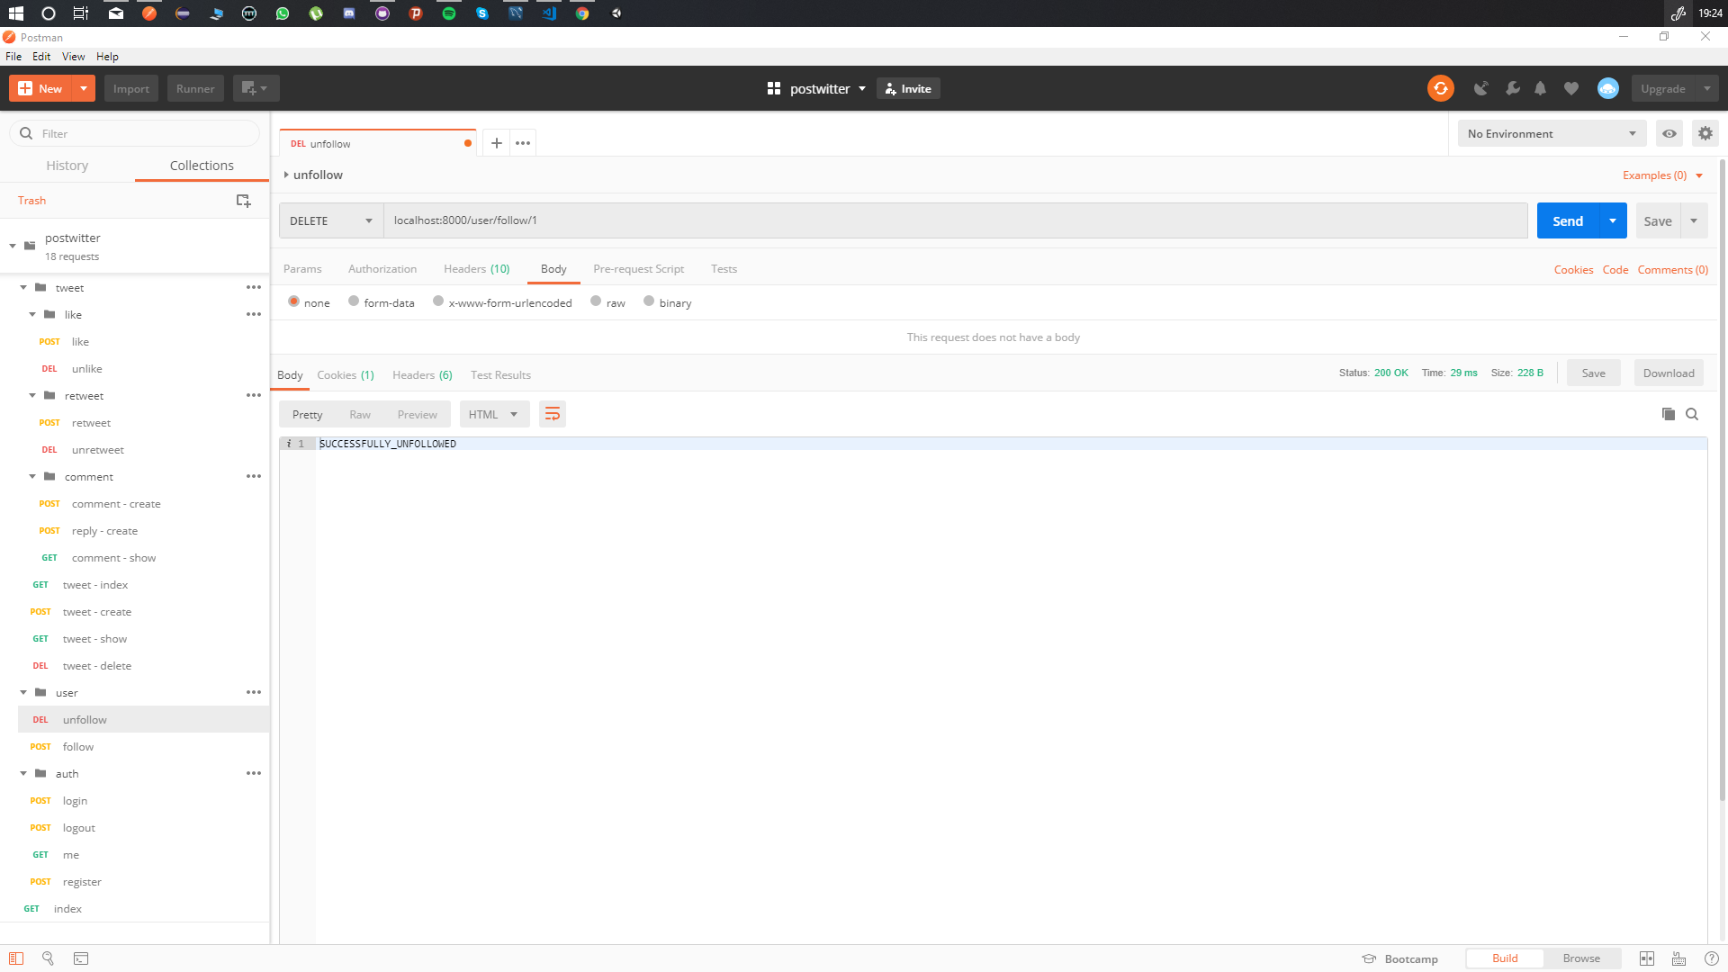 19:24
Postman
File Edit View Help
New Import Runner postwitter Invite Upgrade
Filter
History Collections
Trash
postwitter
18 requests
tweet
like
POST like
DEL unlike
retweet
POST retweet
DEL unretweet
comment
POST comment - create
POST reply - create
GET comment - show
GET tweet - index
POST tweet - create
GET tweet - show
DEL tweet - delete
user
DEL unfollow
POST follow
auth
POST login
POST logout
GET me
POST register
GET index
DEL unfollow
No Environment
unfollow
Examples (0)
DELETE localhost:8000/user/follow/1 Send Save
Params Authorization Headers (10) Body Pre-request Script Tests Cookies Code Comments (0)
none form-data x-www-form-urlencoded raw binary
This request does not have a body
Body Cookies (1) Headers (6) Test Results Status: 200 OK Time: 29 ms Size: 228 B Save Download
Pretty Raw Preview HTML
i 1 SUCCESSFULLY_UNFOLLOWED
Bootcamp Build Browse